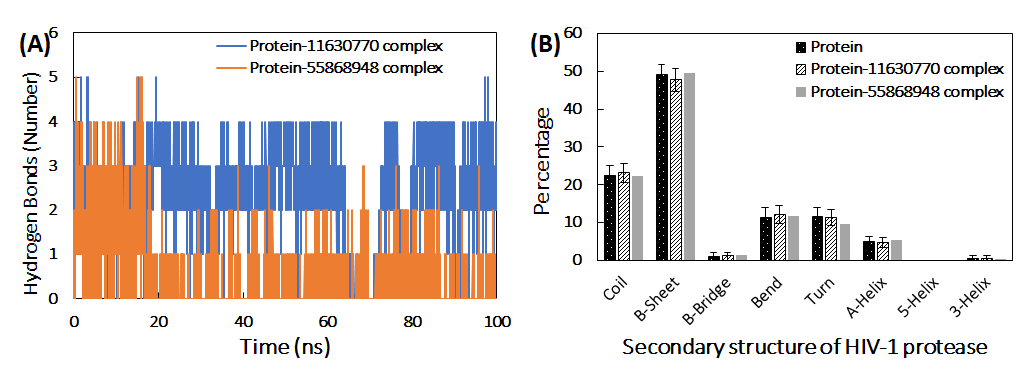 (A)
Hydrogen Bonds (Number)
6
5
4
3
2
1
0
Protein-11630770 complex
Protein-55868948 complex
0 20 40 60 80 100
Time (ns)
(B)
Percentage
60
50
40
30
20
10
0
Protein
Protein-11630770 complex
Protein-55868948 complex
Coil B-Sheet B-Bridge Bend Turn A-Helix 5-Helix 3-Helix
Secondary structure of HIV-1 protease